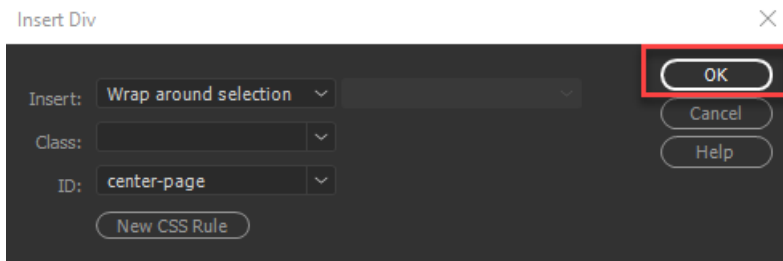 Insert Div
Insert: Wrap around selection
Class:
ID: center-page
New CSS Rule
OK
Cancel
Help